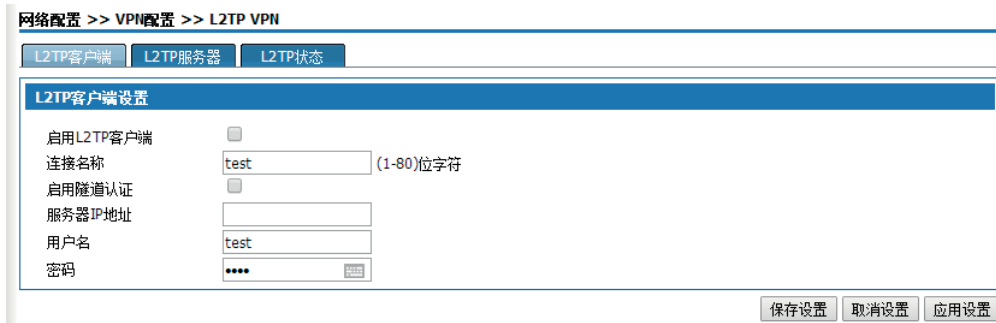 网络配置 >> VPN配置 >> L2TP VPN
L2TP客户端 L2TP服务器 L2TP状态
L2TP客户端设置
启用L2TP客户端
连接名称 test (1-80)位字符
启用隧道认证
服务器IP地址
用户名 test
密码 ••••
保存设置 取消设置 应用设置